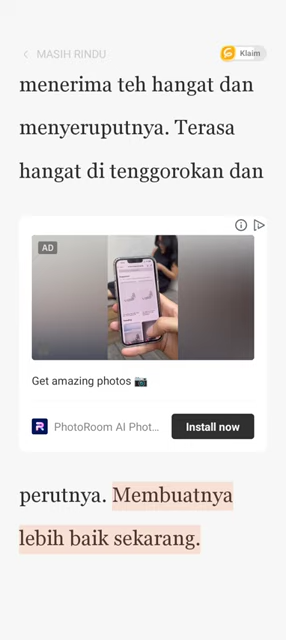 MASIH RINDU
Klaim
menerima teh hangat dan
menyeruputnya. Terasa
hangat di tenggorokan dan
AD
Get amazing photos 📷
PhotoRoom AI Phot...
Install now
perutnya. Membuatnya
lebih baik sekarang.